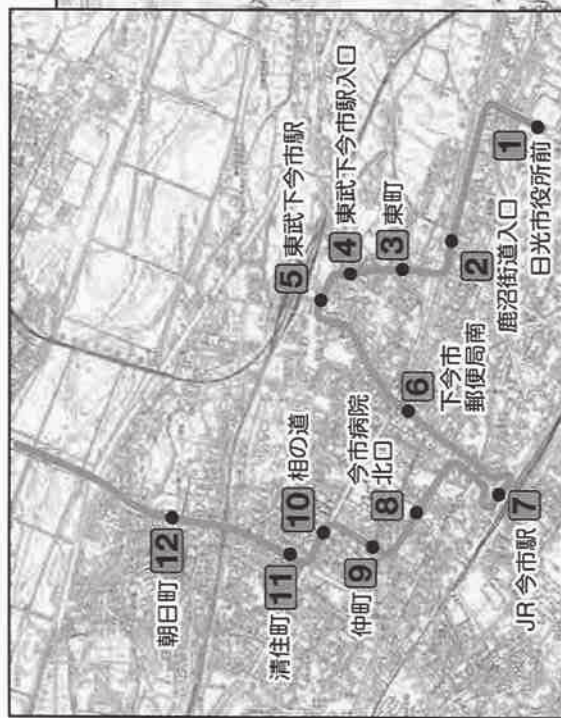 1
日光市役所前
2
鹿沼街道入口
3
東町
4
東武下今市駅入口
5
東武下今市駅
6
下今市
郵便局南
7
JR今市駅
8
今市病院
北口
9
仲町
10
相の道
11
清住町
12
朝日町